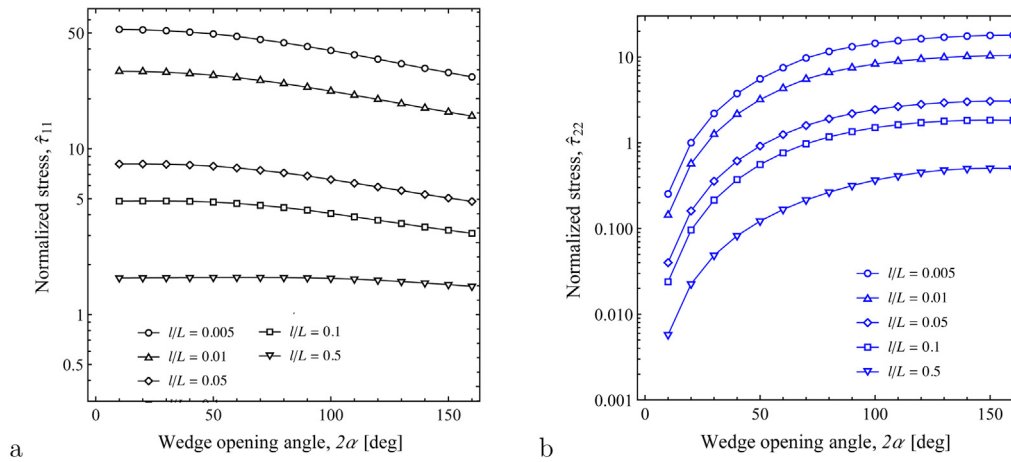 50
10
5
1
0.5
Normalized stress, τ̂11
l/L = 0.005
l/L = 0.01
l/L = 0.05
l/L = 0.1
l/L = 0.5
0 50 100 150
Wedge opening angle, 2α [deg]
a
10
1
0.100
0.010
0.001
Normalized stress, τ̂22
l/L = 0.005
l/L = 0.01
l/L = 0.05
l/L = 0.1
l/L = 0.5
0 50 100 150
Wedge opening angle, 2α [deg]
b